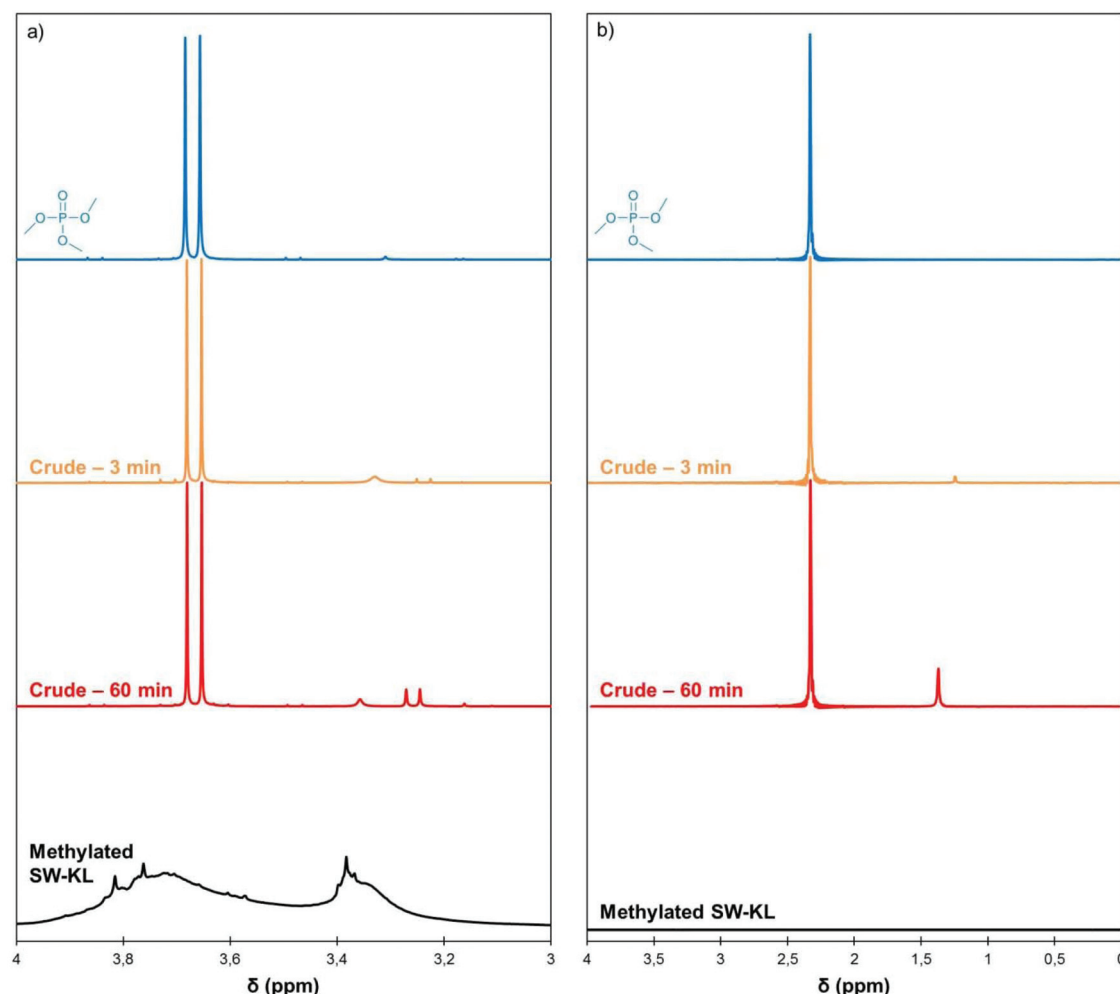 a)
O
O
P
O
O
Crude – 3 min
Crude – 60 min
Methylated
SW-KL
4
3,8
3,6
3,4
3,2
3
δ (ppm)
b)
O
O
P
O
O
Crude – 3 min
Crude – 60 min
Methylated SW-KL
4
3,5
3
2,5
2
1,5
1
0,5
0
δ (ppm)